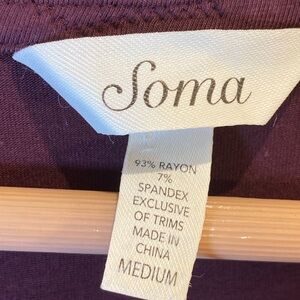 Soma
93% RAYON
7%
SPANDEX
EXCLUSIVE
OF TRIMS
MADE IN
CHINA
MEDIUM